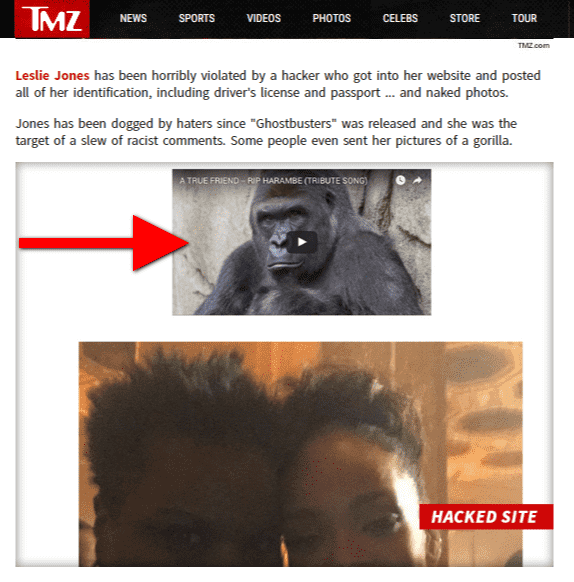 TMZ NEWS SPORTS VIDEOS PHOTOS CELEBS STORE TOUR
TMZ.com
Leslie Jones has been horribly violated by a hacker who got into her website and posted
all of her identification, including driver's license and passport ... and naked photos.
Jones has been dogged by haters since "Ghostbusters" was released and she was the
target of a slew of racist comments. Some people even sent her pictures of a gorilla.
A TRUE FRIEND - RIP HARAMBE (TRIBUTE SONG)
HACKED SITE